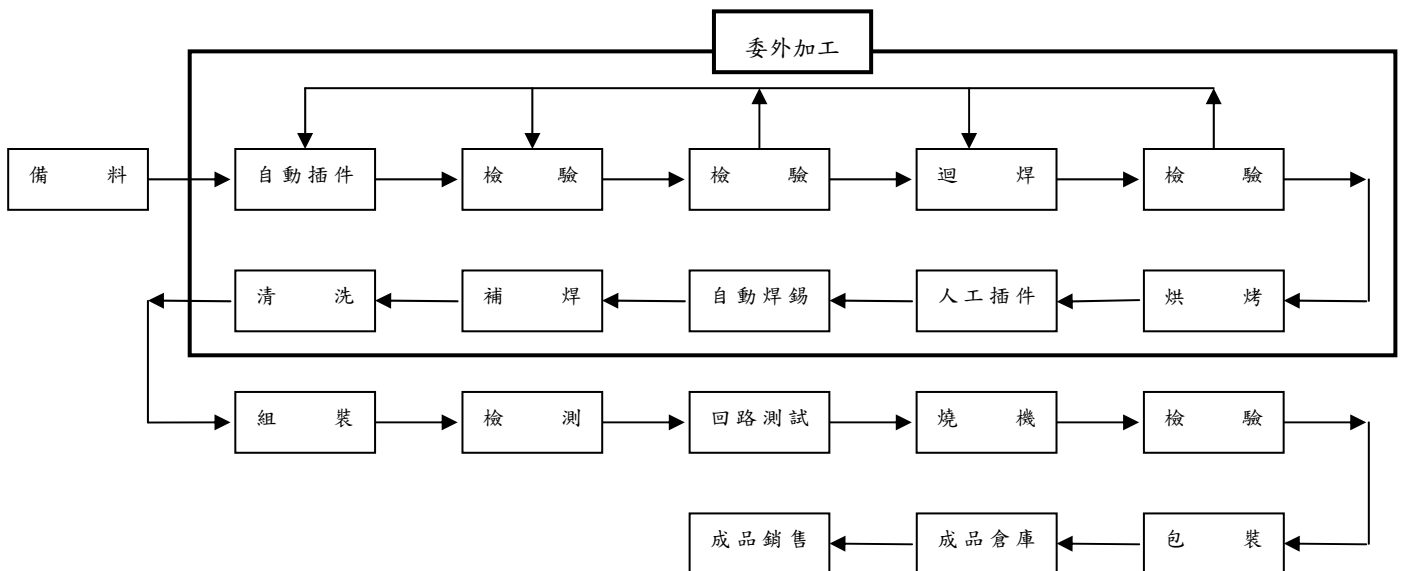 委外加工
備料
自動插件
檢驗
檢驗
迴焊
檢驗
清洗
補焊
自動焊錫
人工插件
烘烤
組裝
檢測
回路測試
燒機
檢驗
成品銷售
成品倉庫
包裝